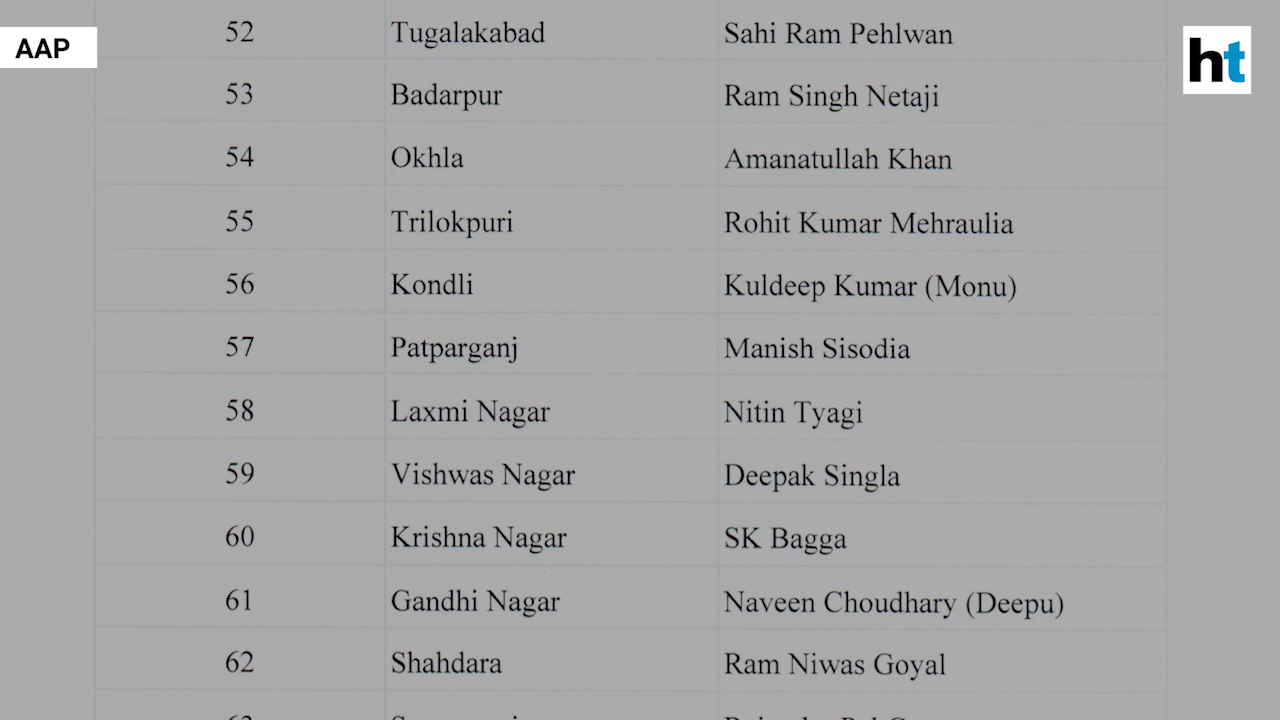 AAP
ht
52 Tugalakabad Sahi Ram Pehlwan
53 Badarpur Ram Singh Netaji
54 Okhla Amanatullah Khan
55 Trilokpuri Rohit Kumar Mehraulia
56 Kondli Kuldeep Kumar (Monu)
57 Patparganj Manish Sisodia
58 Laxmi Nagar Nitin Tyagi
59 Vishwas Nagar Deepak Singla
60 Krishna Nagar SK Bagga
61 Gandhi Nagar Naveen Choudhary (Deepu)
62 Shahdara Ram Niwas Goyal